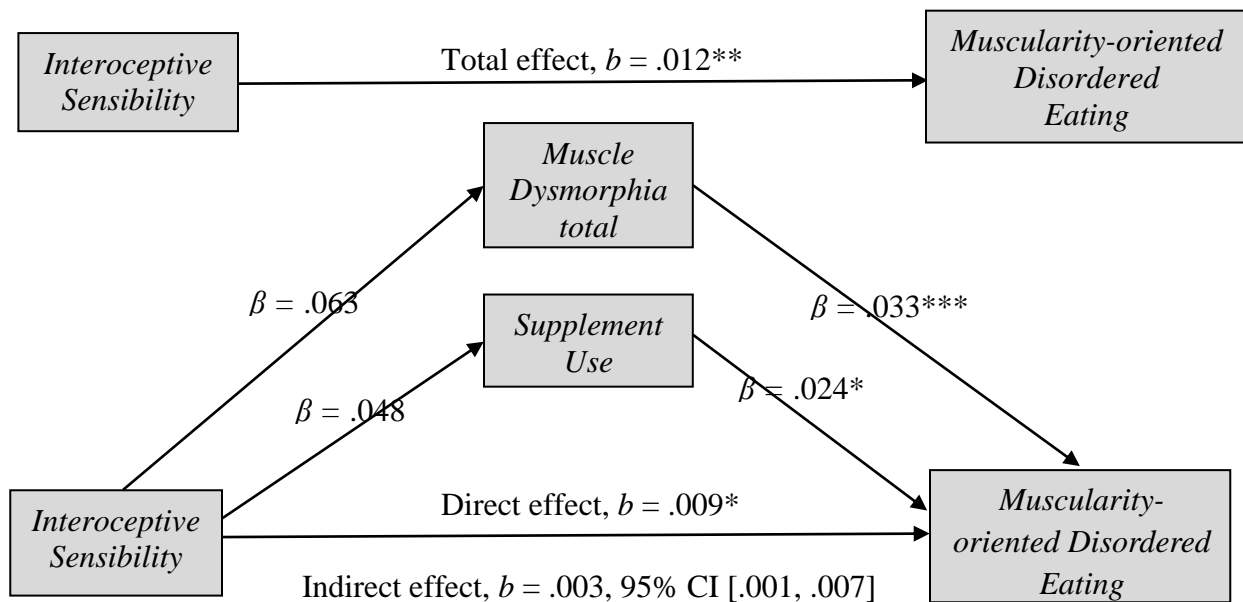 Interoceptive
Sensibility
Total effect, b = .012**
Muscularity-oriented
Disordered
Eating
Muscle
Dysmorphia
total
β = .063
β = .033***
Supplement
Use
β = .048
β = .024*
Interoceptive
Sensibility
Direct effect, b = .009*
Muscularity-
oriented Disordered
Eating
Indirect effect, b = .003, 95% CI [.001, .007]